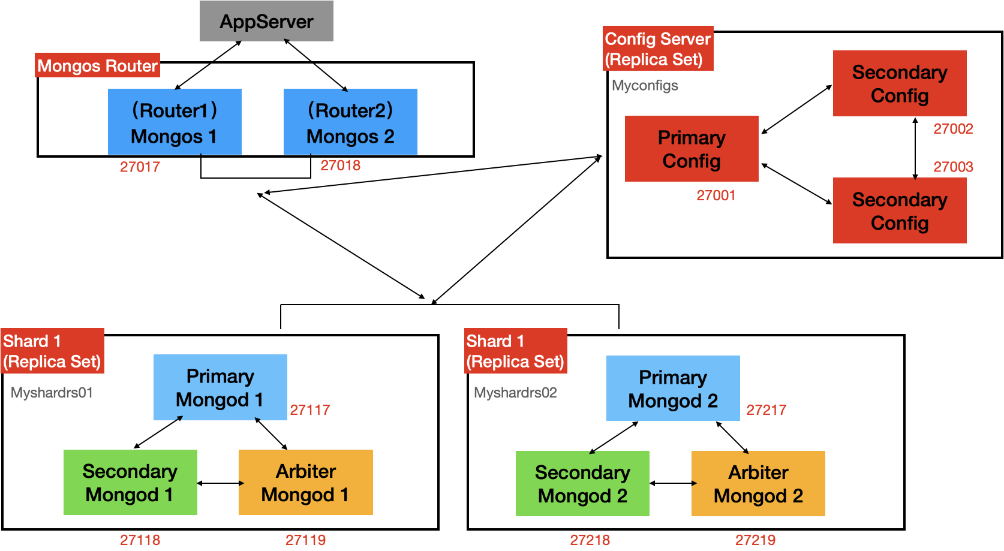 AppServer
Mongos Router
(Router1)
Mongos 1
(Router2)
Mongos 2
27017
27018
Config Server
(Replica Set)
Myconfigs
Primary
Config
27001
Secondary
Config
27002
27003
Secondary
Config
Shard 1
(Replica Set)
Myshardrs01
Primary
Mongod 1
27117
Secondary
Mongod 1
Arbiter
Mongod 1
27118
27119
Shard 1
(Replica Set)
Myshardrs02
Primary
Mongod 2
27217
Secondary
Mongod 2
Arbiter
Mongod 2
27218
27219